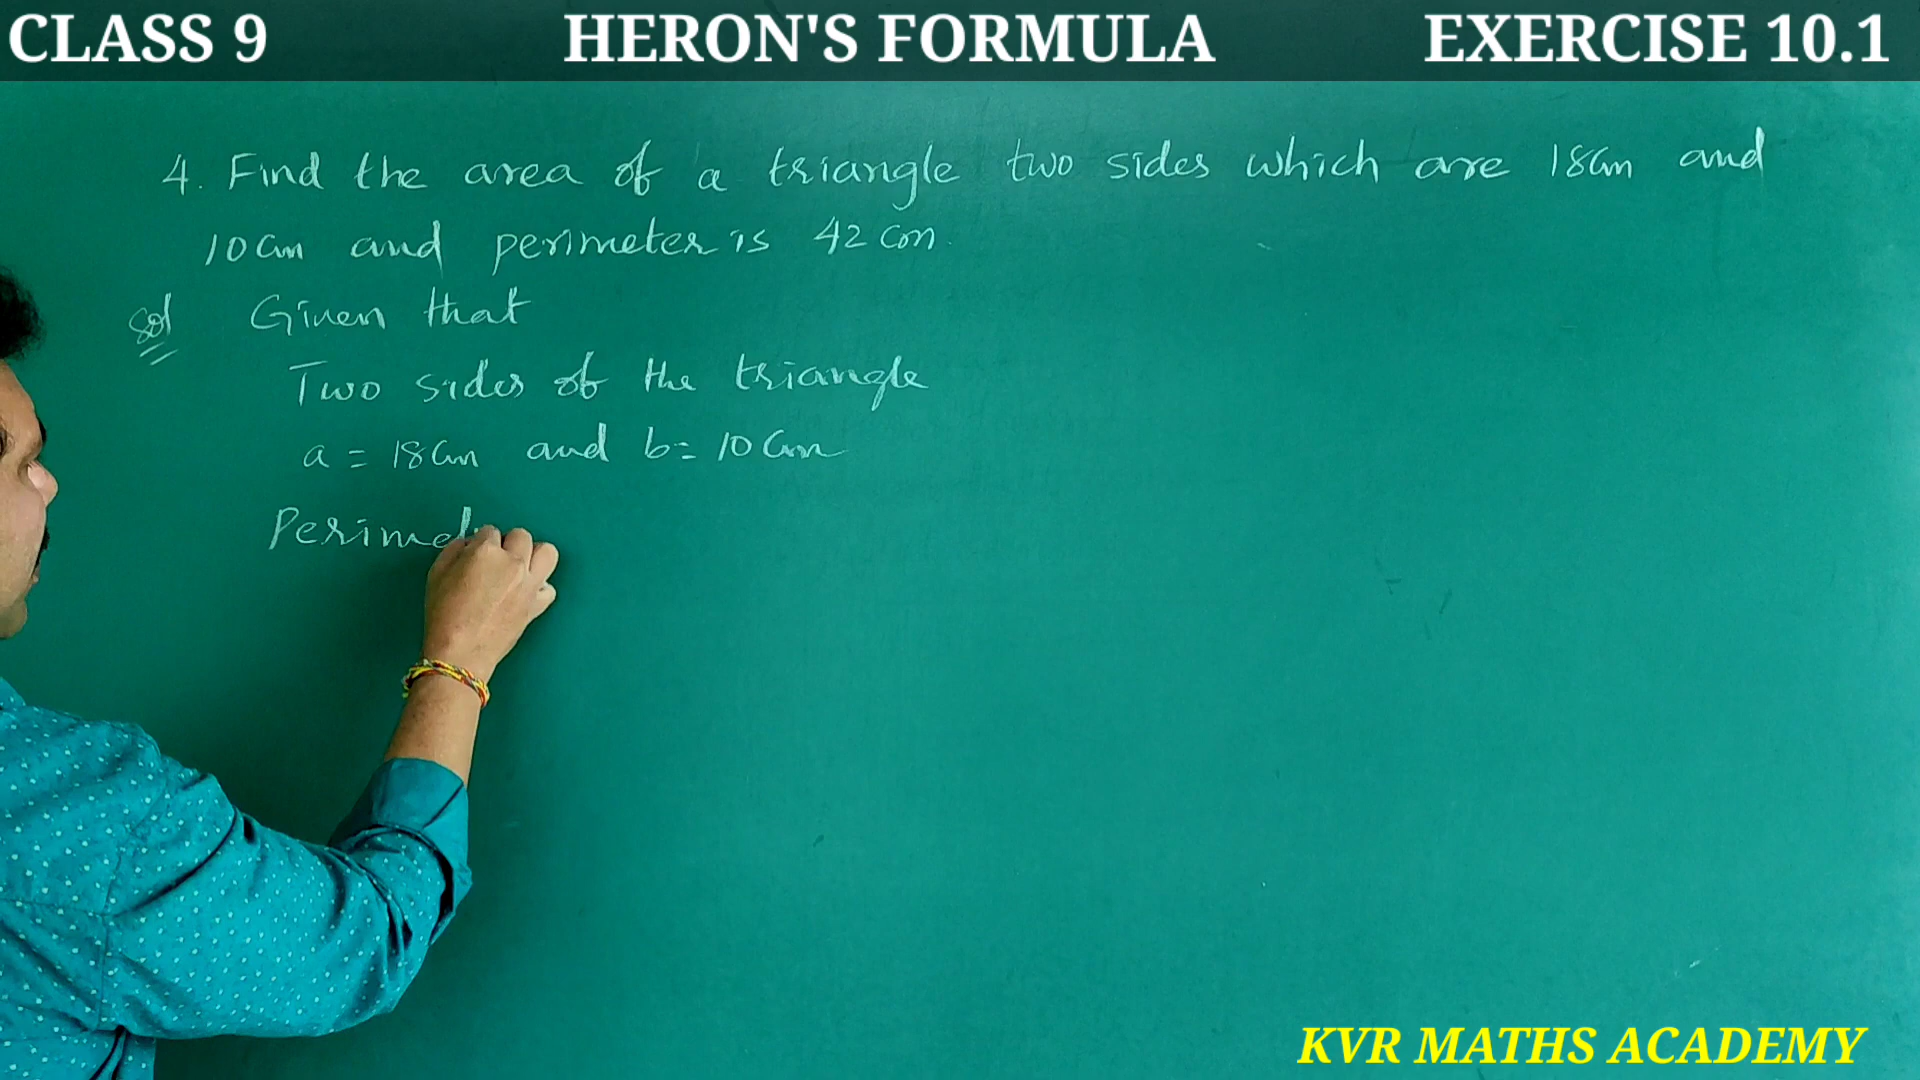 CLASS 9 HERON'S FORMULA EXERCISE 10.1
4. Find the area of a triangle two sides which are 18cm and
10cm and perimeter is 42cm.
Sol Given that
Two sides of the triangle
a = 18cm and b = 10cm
Perimet
KVR MATHS ACADEMY